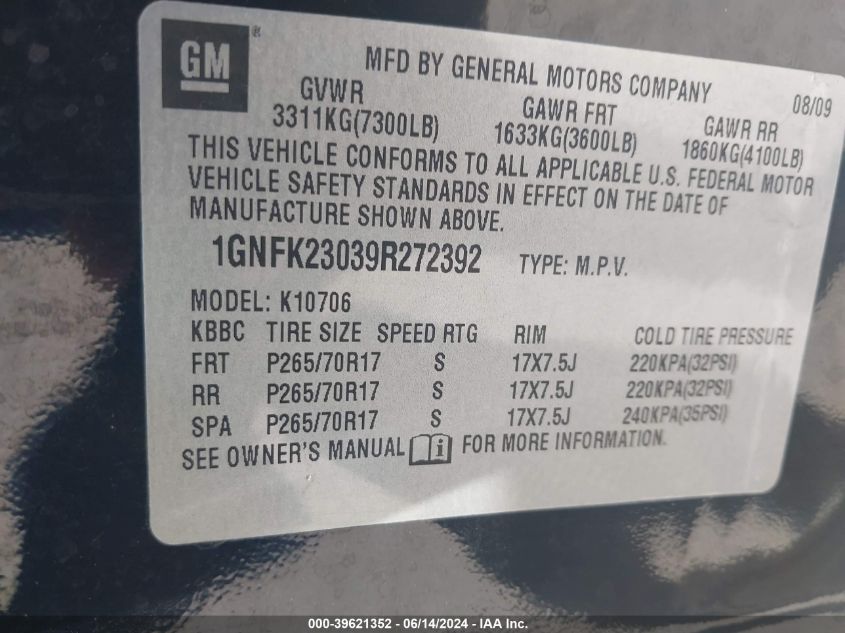 GM®
MFD BY GENERAL MOTORS COMPANY
08/09
GVWR GAWR FRT GAWR RR
3311KG(7300LB) 1633KG(3600LB) 1860KG(4100LB)
THIS VEHICLE CONFORMS TO ALL APPLICABLE U.S. FEDERAL MOTOR
VEHICLE SAFETY STANDARDS IN EFFECT ON THE DATE OF
MANUFACTURE SHOWN ABOVE.
1GNFK23039R272392 TYPE: M.P.V.
MODEL: K10706
KBBC TIRE SIZE SPEED RTG RIM COLD TIRE PRESSURE
FRT P265/70R17 S 17X7.5J 220KPA(32PSI)
RR P265/70R17 S 17X7.5J 220KPA(32PSI)
SPA P265/70R17 S 17X7.5J 240KPA(35PSI)
SEE OWNER'S MANUAL i FOR MORE INFORMATION.
000-39621352 - 06/14/2024 - IAA Inc.